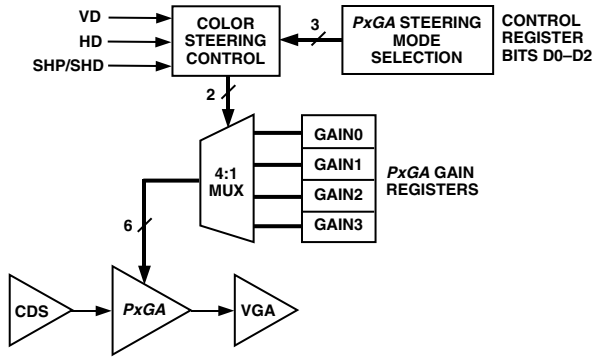 VD
HD
SHP/SHD
COLOR
STEERING
CONTROL
3
PxGA STEERING
MODE
SELECTION
CONTROL
REGISTER
BITS D0–D2
2
4:1
MUX
GAIN0
GAIN1
GAIN2
GAIN3
PxGA GAIN
REGISTERS
6
CDS
PxGA
VGA